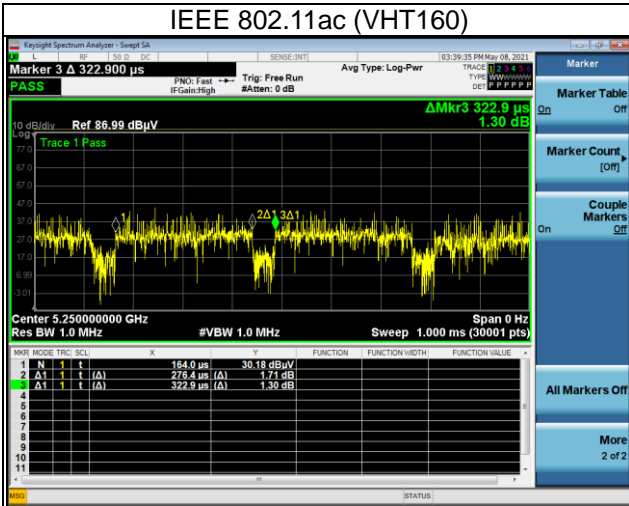 IEEE 802.11ac (VHT160)
Keysight Spectrum Analyzer - Swept SA
L RF 50 Ω DC SENSE:INT 03:39:35 PM May 08, 2021
Marker 3 Δ 322.900 µs
PASS
PNO: Fast
IFGain:High
Trig: Free Run
#Atten: 0 dB
Avg Type: Log-Pwr
TRACE 1 2 3 4 5 6
TYPE WWWWWW
DET P P P P P P
ΔMkr3 322.9 µs
1.30 dB
10 dB/div Ref 86.99 dBµV
Log
Trace 1 Pass
77.0
67.0
57.0
47.0
37.0
27.0
17.0
6.99
-3.01
1 2Δ1 3Δ1
Center 5.250000000 GHz Span 0 Hz
Res BW 1.0 MHz #VBW 1.0 MHz Sweep 1.000 ms (30001 pts)
MKR MODE TRC SCL X Y FUNCTION FUNCTION WIDTH FUNCTION VALUE
1 N 1 t 164.0 µs 30.18 dBµV
2 Δ1 1 t (Δ) 276.4 µs (Δ) 1.71 dB
3 Δ1 1 t (Δ) 322.9 µs (Δ) 1.30 dB
4
5
6
7
8
9
10
11
MSG STATUS
Marker
Marker Table
On Off
Marker Count
[Off]
Couple
Markers
On Off
All Markers Off
More
2 of 2